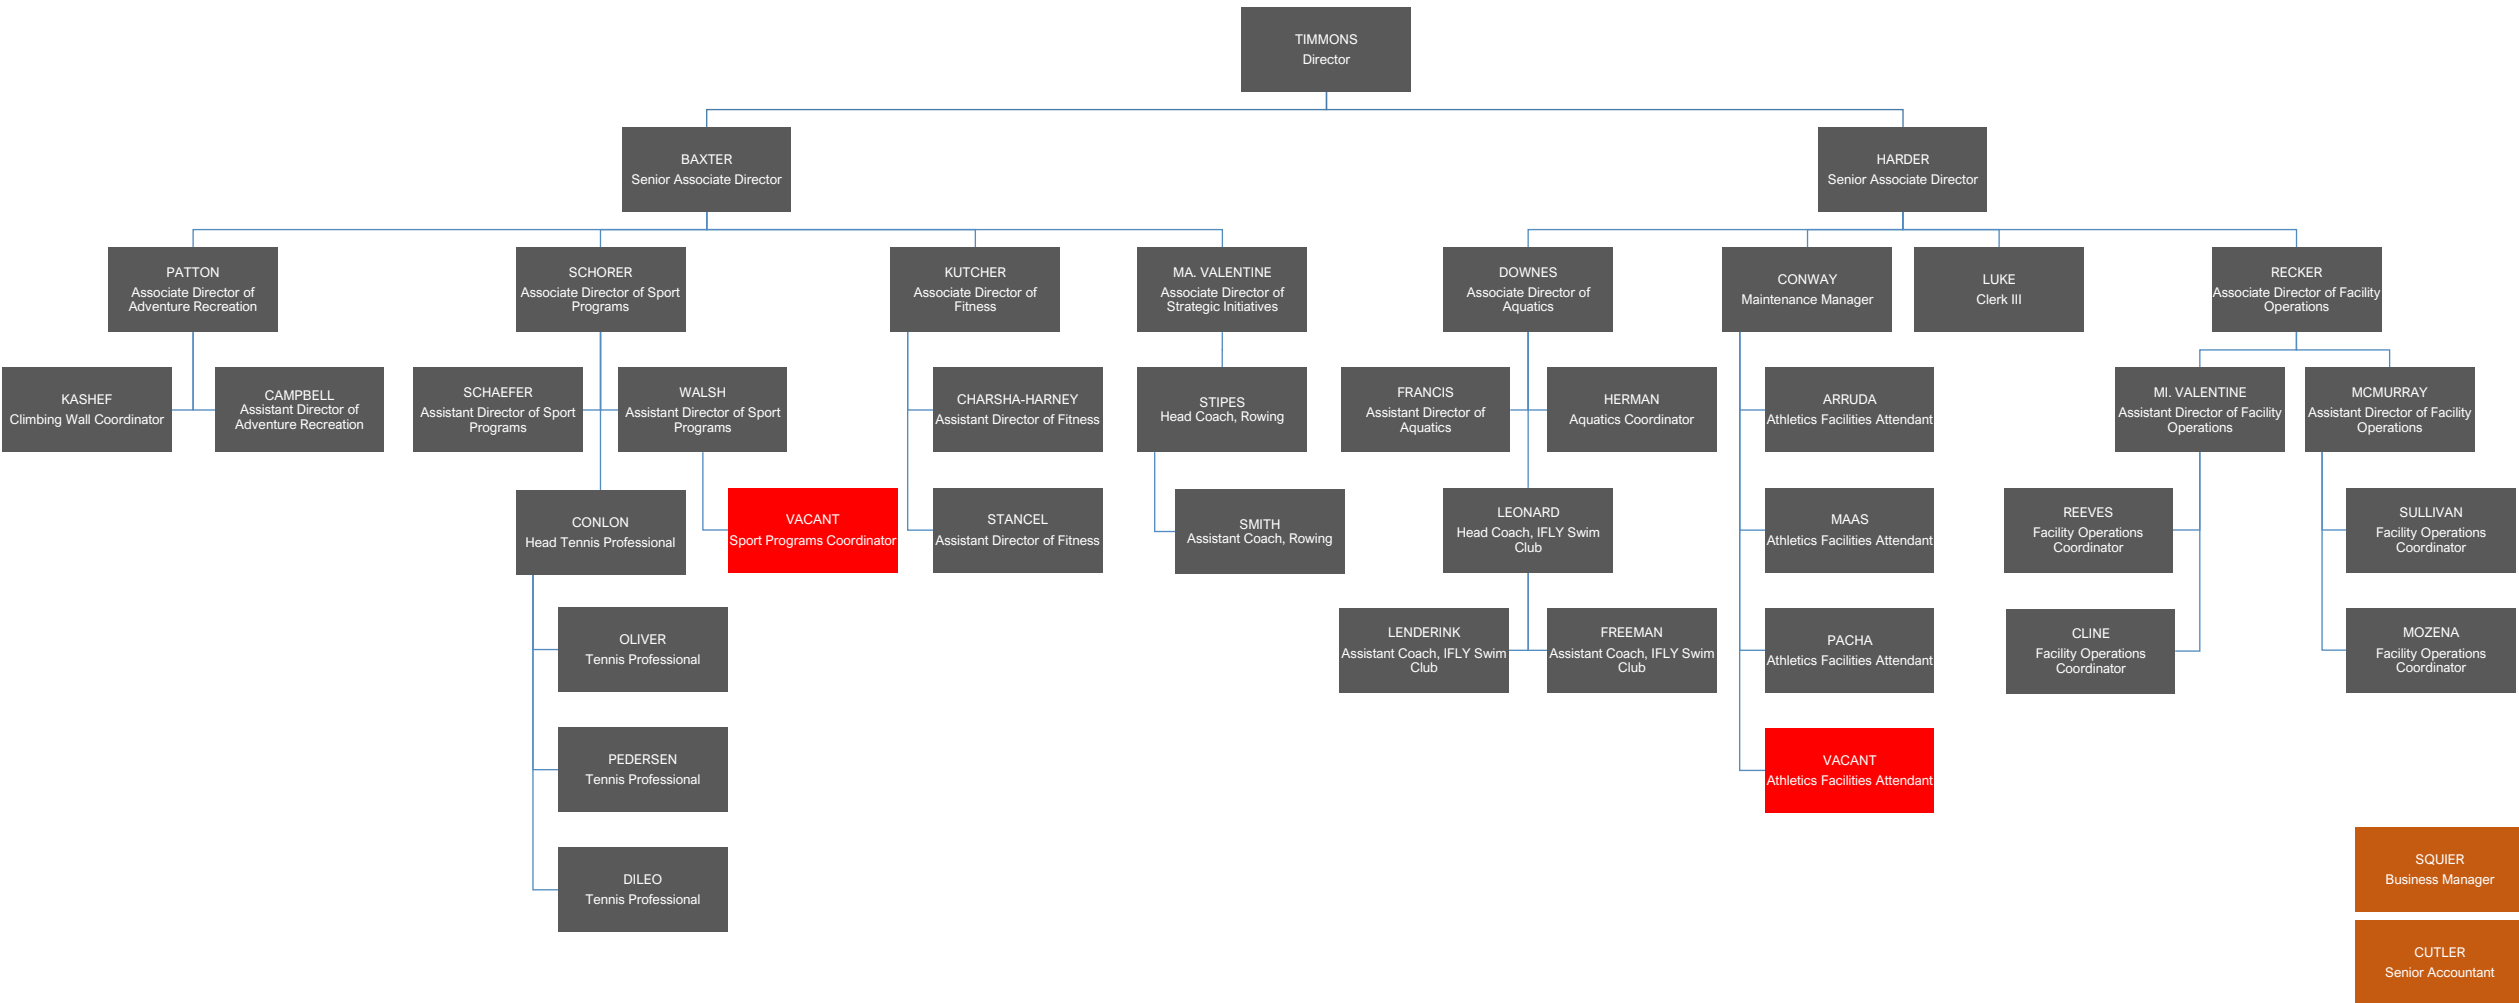 TIMMONS
Director
BAXTER
Senior Associate Director
HARDER
Senior Associate Director
PATTON
Associate Director of
Adventure Recreation
SCHORER
Associate Director of Sport
Programs
KUTCHER
Associate Director of
Fitness
MA. VALENTINE
Associate Director of
Strategic Initiatives
DOWNES
Associate Director of
Aquatics
CONWAY
Maintenance Manager
LUKE
Clerk III
RECKER
Associate Director of Facility
Operations
KASHEF
Climbing Wall Coordinator
CAMPBELL
Assistant Director of
Adventure Recreation
SCHAEFER
Assistant Director of Sport
Programs
WALSH
Assistant Director of Sport
Programs
CHARSHA-HARNEY
Assistant Director of Fitness
STIPES
Head Coach, Rowing
FRANCIS
Assistant Director of
Aquatics
HERMAN
Aquatics Coordinator
ARRUDA
Athletics Facilities Attendant
MI. VALENTINE
Assistant Director of Facility
Operations
MCMURRAY
Assistant Director of Facility
Operations
CONLON
Head Tennis Professional
VACANT
Sport Programs Coordinator
STANCEL
Assistant Director of Fitness
SMITH
Assistant Coach, Rowing
LEONARD
Head Coach, IFLY Swim
Club
MAAS
Athletics Facilities Attendant
REEVES
Facility Operations
Coordinator
SULLIVAN
Facility Operations
Coordinator
OLIVER
Tennis Professional
LENDERINK
Assistant Coach, IFLY Swim
Club
FREEMAN
Assistant Coach, IFLY Swim
Club
PACHA
Athletics Facilities Attendant
CLINE
Facility Operations
Coordinator
MOZENA
Facility Operations
Coordinator
PEDERSEN
Tennis Professional
VACANT
Athletics Facilities Attendant
DILEO
Tennis Professional
SQUIER
Business Manager
CUTLER
Senior Accountant